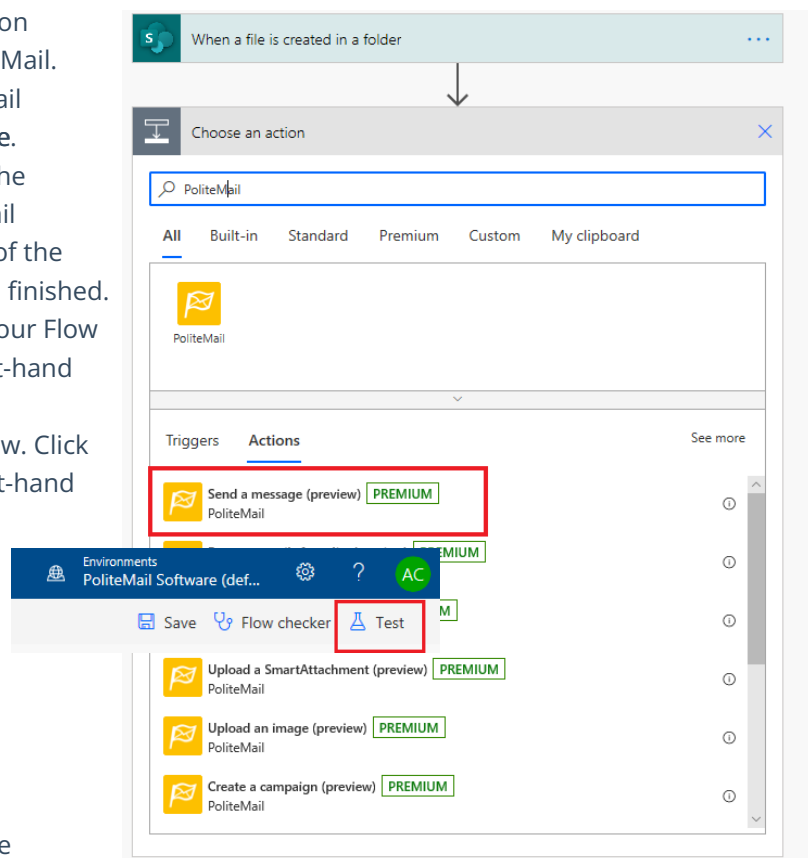 on
Mail.
ail
e.
he
il
of the
finished.
our Flow
t-hand
w. Click
t-hand
e
When a file is created in a folder
Choose an action
PoliteMail
All Built-in Standard Premium Custom My clipboard
PoliteMail
Triggers Actions See more
Send a message (preview) PREMIUM
PoliteMail
Environments
PoliteMail Software (def...
? AC
Save Flow checker Test
Upload a SmartAttachment (preview) PREMIUM
PoliteMail
Upload an image (preview) PREMIUM
PoliteMail
Create a campaign (preview) PREMIUM
PoliteMail